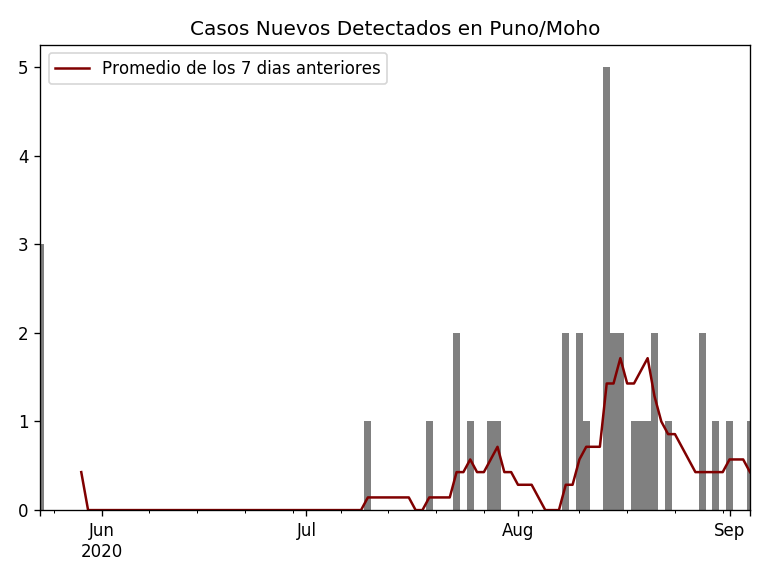 Casos Nuevos Detectados en Puno/Moho
Promedio de los 7 dias anteriores
5
4
3
2
1
0
Jun
2020
Jul
Aug
Sep